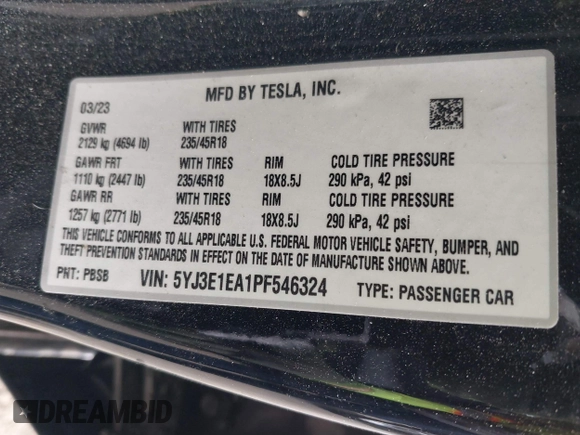 MFD BY TESLA, INC.
03/23
GVWR WITH TIRES
2129 kg (4694 lb) 235/45R18
GAWR FRT WITH TIRES RIM COLD TIRE PRESSURE
1110 kg (2447 lb) 235/45R18 18X8.5J 290 kPa, 42 psi
GAWR RR WITH TIRES RIM COLD TIRE PRESSURE
1257 kg (2771 lb) 235/45R18 18X8.5J 290 kPa, 42 psi
THIS VEHICLE CONFORMS TO ALL APPLICABLE U.S. FEDERAL MOTOR VEHICLE SAFETY, BUMPER, AND
THEFT PREVENTION STANDARDS IN EFFECT ON THE DATE OF MANUFACTURE SHOWN ABOVE.
PNT: PBSB VIN: 5YJ3E1EA1PF546324 TYPE: PASSENGER CAR
DREAMBID